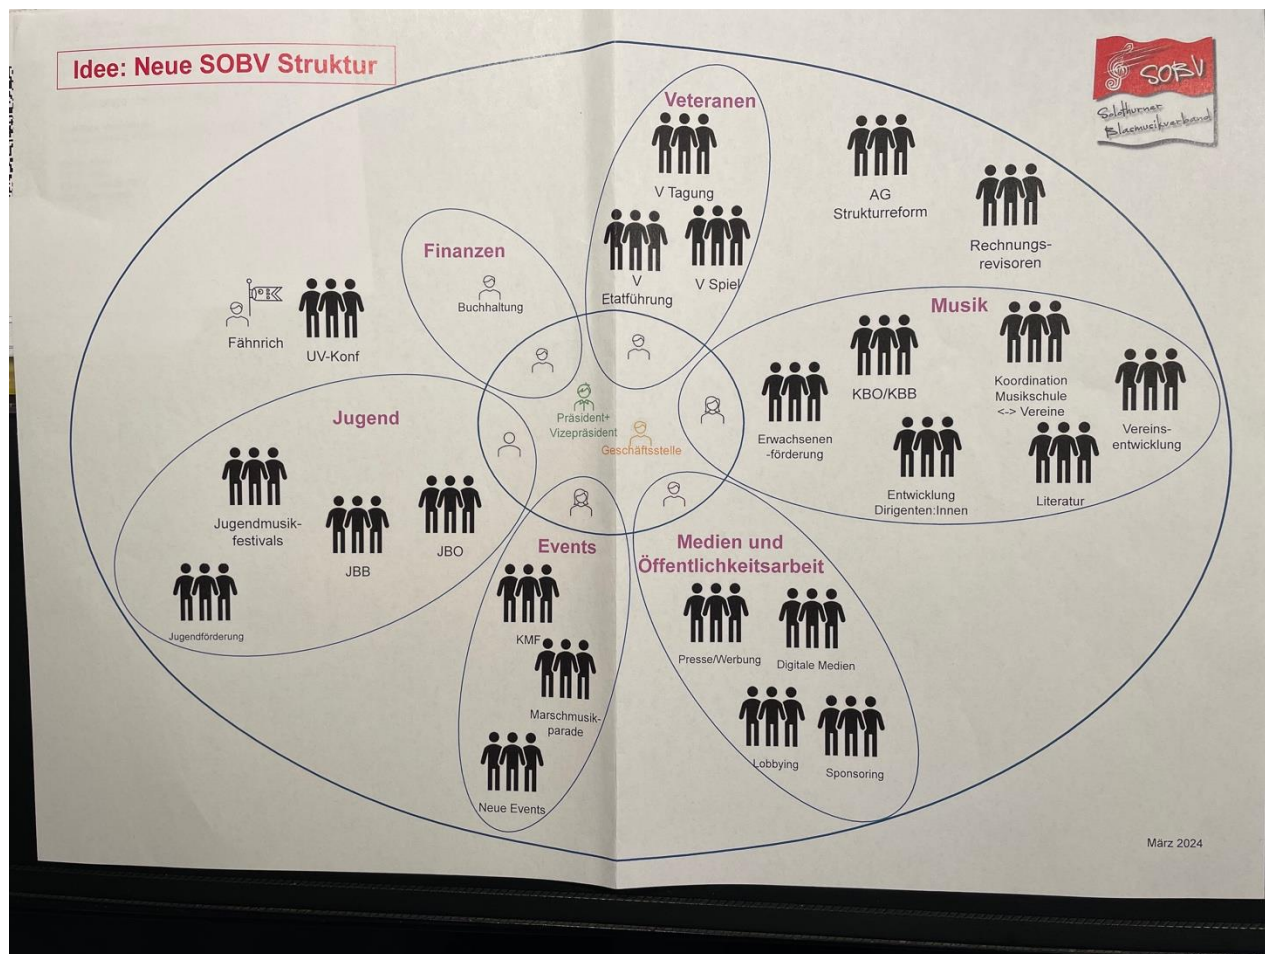 Idee: Neue SOBV Struktur
SOBV
Solothurner
Blasmusikverband
Veteranen
V Tagung
V
Etatführung
V Spiel
AG
Strukturreform
Rechnungs-
revisoren
Finanzen
Buchhaltung
Fähnrich
UV-Konf
Musik
KBO/KBB
Koordination
Musikschule
<-> Vereine
Vereins-
entwicklung
Erwachsenen
-förderung
Entwicklung
Dirigenten:Innen
Literatur
Präsident+
Vizepräsident
Geschäftsstelle
Jugend
Jugendmusik-
festivals
JBB
JBO
Jugendförderung
Events
KMF
Marschmusik-
parade
Neue Events
Medien und
Öffentlichkeitsarbeit
Presse/Werbung
Digitale Medien
Lobbying
Sponsoring
März 2024